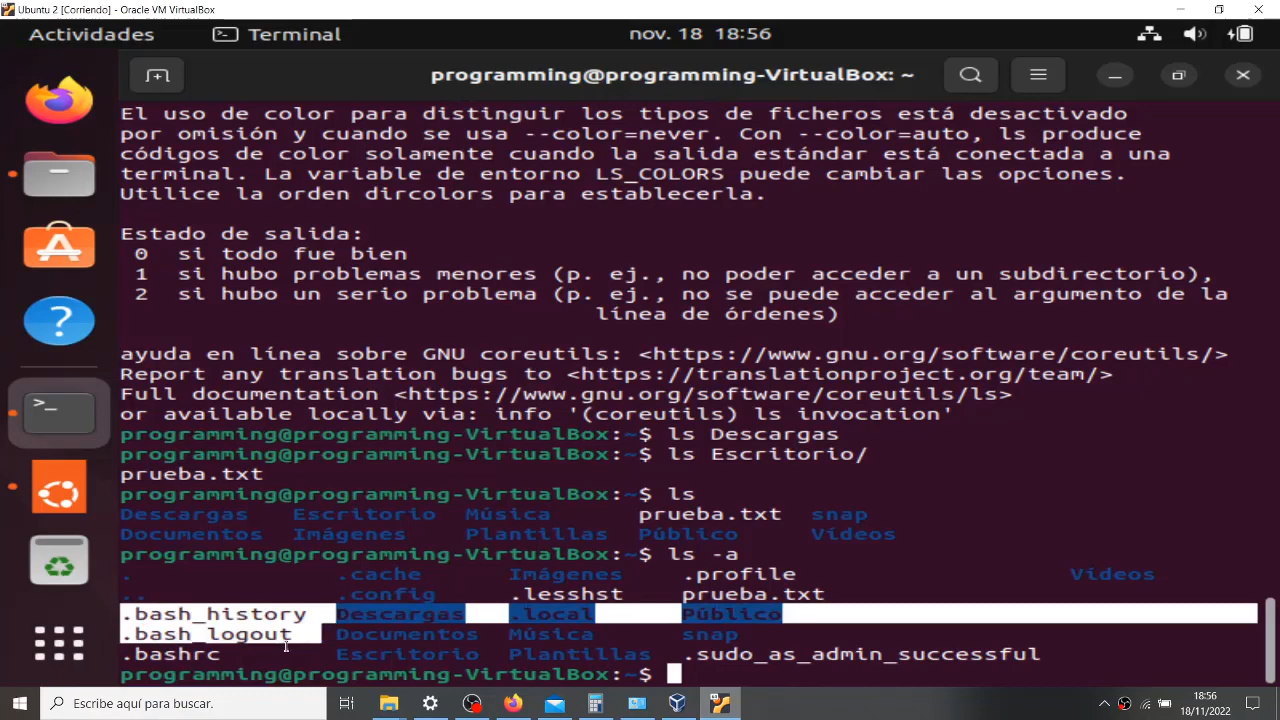 Ubuntu 2 [Corriendo] - Oracle VM VirtualBox
Actividades Terminal nov. 18 18:56
programming@programming-VirtualBox: ~
El uso de color para distinguir los tipos de ficheros está desactivado
por omisión y cuando se usa --color=never. Con --color=auto, ls produce
códigos de color solamente cuando la salida estándar está conectada a una
terminal. La variable de entorno LS_COLORS puede cambiar las opciones.
Utilice la orden dircolors para establecerla.
Estado de salida:
0 si todo fue bien
1 si hubo problemas menores (p. ej., no poder acceder a un subdirectorio),
2 si hubo un serio problema (p. ej., no se puede acceder al argumento de la
línea de órdenes)
ayuda en línea sobre GNU coreutils: <https://www.gnu.org/software/coreutils/>
Report any translation bugs to <https://translationproject.org/team/>
Full documentation <https://www.gnu.org/software/coreutils/ls>
or available locally via: info '(coreutils) ls invocation'
programming@programming-VirtualBox:~$ ls Descargas
programming@programming-VirtualBox:~$ ls Escritorio/
prueba.txt
programming@programming-VirtualBox:~$ ls
Descargas Escritorio Música prueba.txt snap
Documentos Imágenes Plantillas Público Vídeos
programming@programming-VirtualBox:~$ ls -a
. .cache Imágenes .profile Vídeos
.. .config .lesshst prueba.txt
.bash_history Descargas .local Público
.bash_logout Documentos Música snap
.bashrc Escritorio Plantillas .sudo_as_admin_successful
programming@programming-VirtualBox:~$
Escribe aquí para buscar. 18:56
18/11/2022